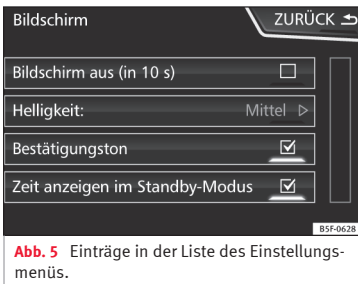 Bildschirm
ZURÜCK
Bildschirm aus (in 10 s)
Helligkeit: Mittel
Bestätigungston
Zeit anzeigen im Standby-Modus
B5F-0628
Abb. 5 Einträge in der Liste des Einstellungs-
menüs.